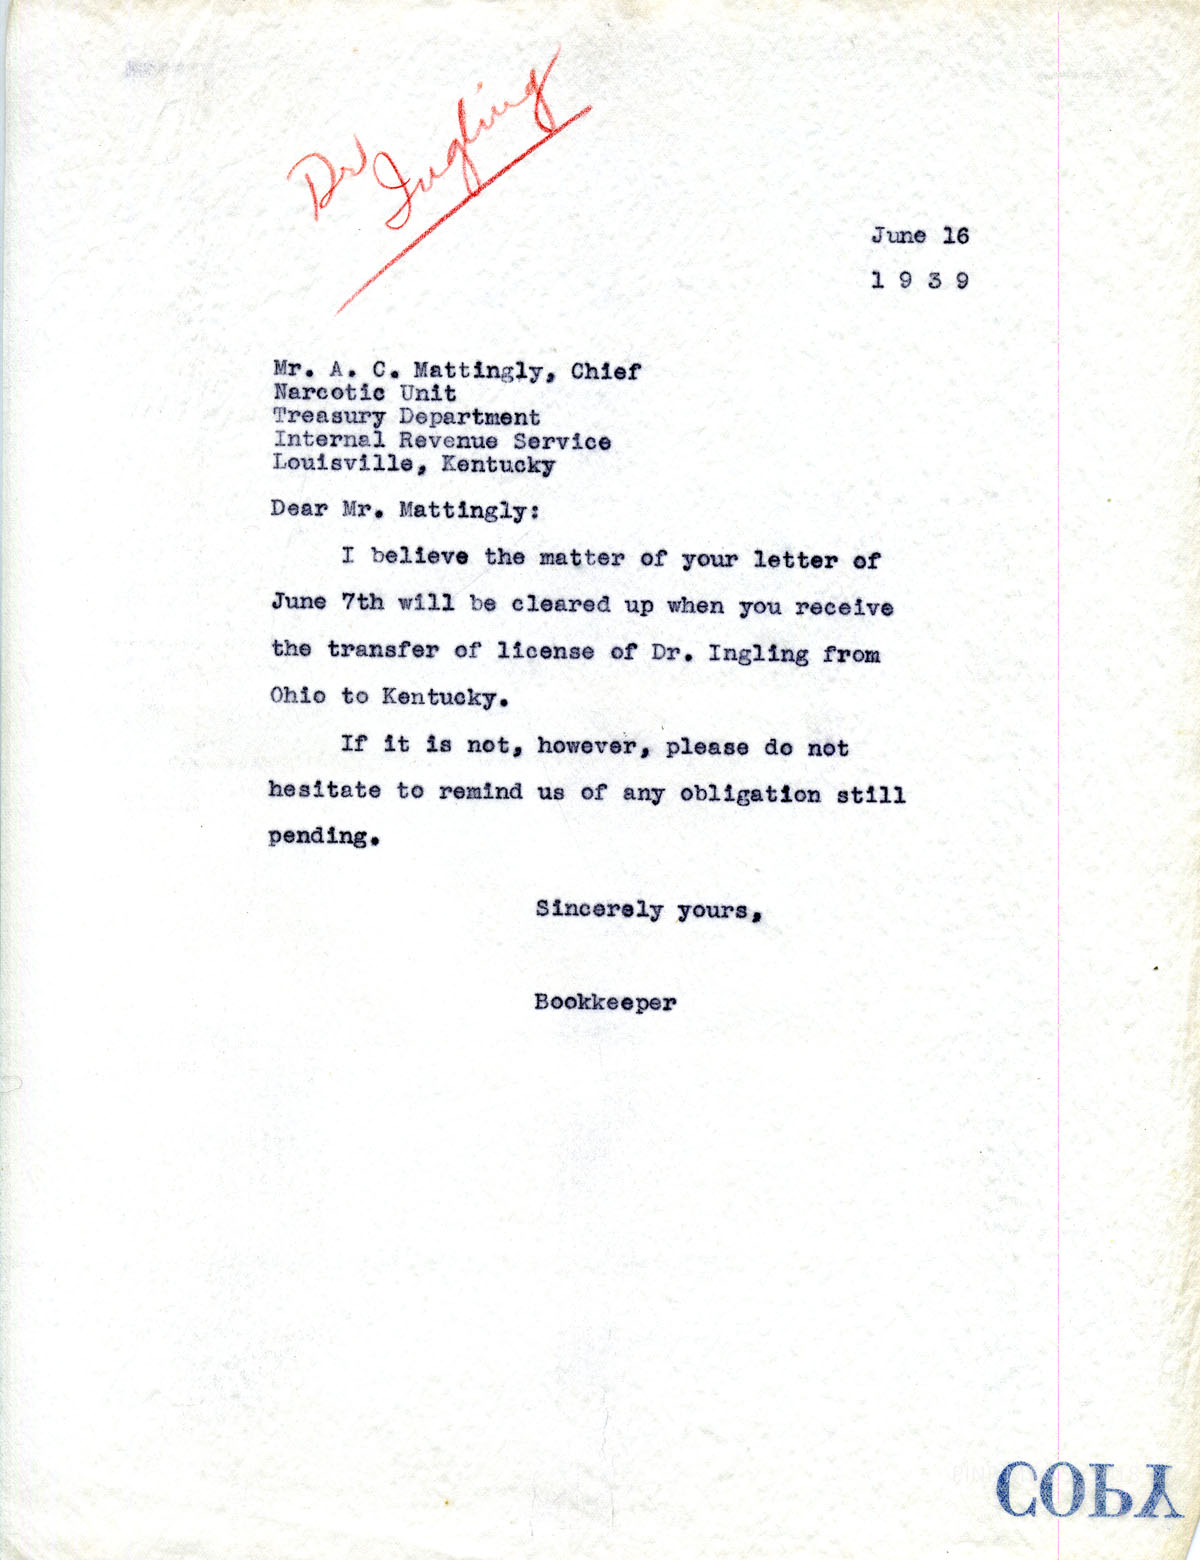 Dr Ingling
June 16
1 9 3 9
Mr. A. C. Mattingly, Chief
Narcotic Unit
Treasury Department
Internal Revenue Service
Louisville, Kentucky
Dear Mr. Mattingly:
I believe the matter of your letter of
June 7th will be cleared up when you receive
the transfer of license of Dr. Ingling from
Ohio to Kentucky.
If it is not, however, please do not
hesitate to remind us of any obligation still
pending.
Sincerely yours,
Bookkeeper
COPY